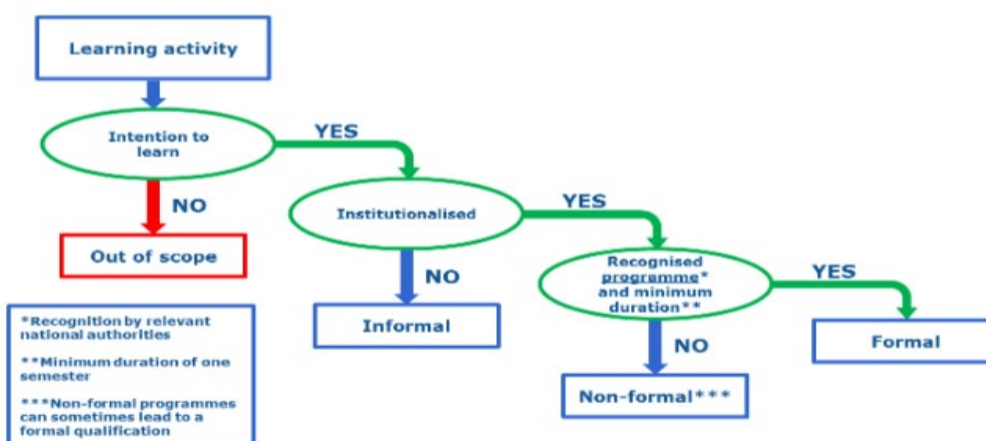 Learning activity
Intention to
learn
YES
NO
Out of scope
Institutionalised
YES
NO
Informal
Recognised
programme*
and minimum
duration**
YES
NO
Formal
Non-formal***
*Recognition by relevant
national authorities
**Minimum duration of one
semester
***Non-formal programmes
can sometimes lead to a
formal qualification